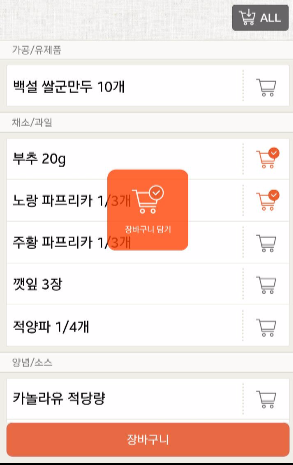 ALL
가공/유제품
백설 쌀군만두 10개
채소/과일
부추 20g
노랑 파프리카 1/3개
주황 파프리카 1/3개
장바구니 담기
깻잎 3장
적양파 1/4개
양념/소스
카놀라유 적당량
장바구니